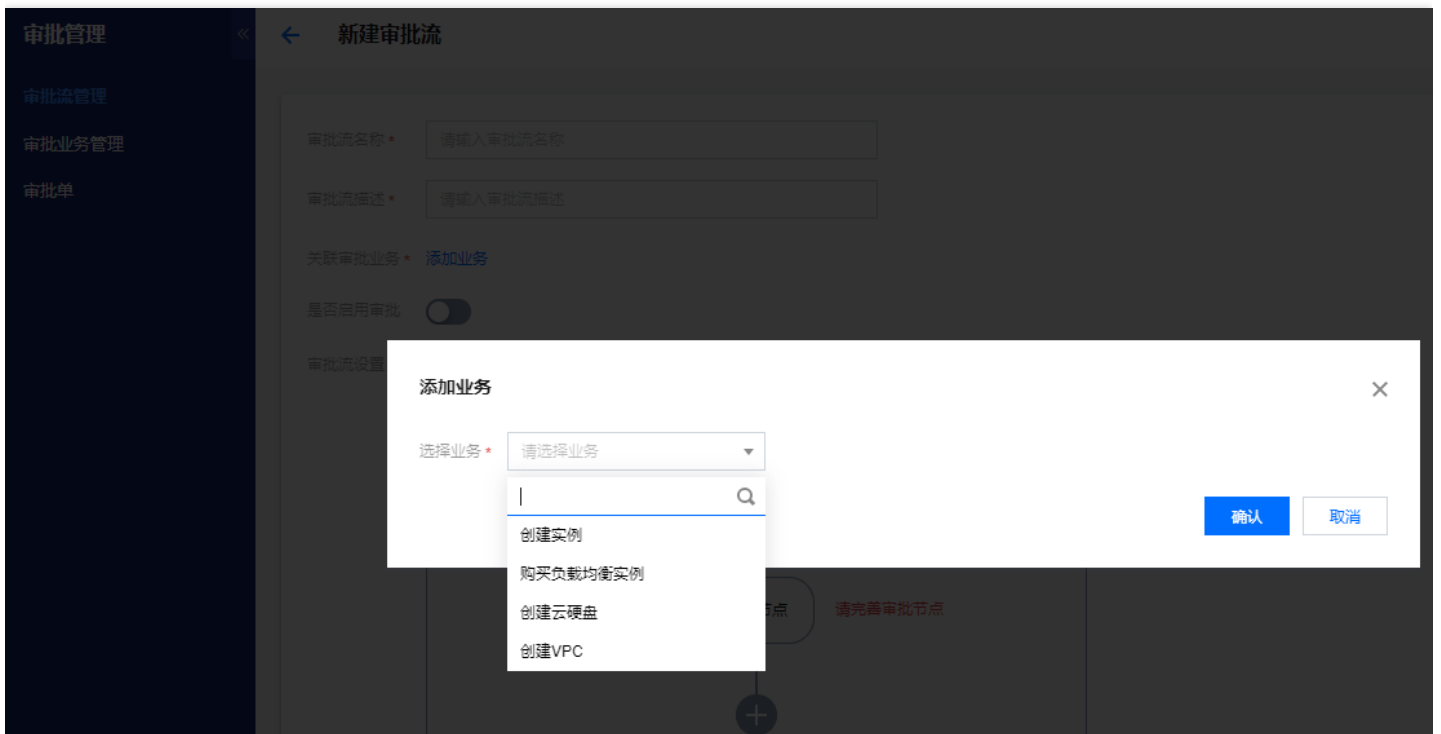 审批管理
«
新建审批流
审批流管理
审批业务管理
审批单
审批流名称 *
请输入审批流名称
审批流描述 *
请输入审批流描述
关联审批业务 * 添加业务
是否启用审批
审批流设置
添加业务
选择业务 *
请选择业务
创建实例
购买负载均衡实例
创建云硬盘
创建VPC
确认
取消
节点
请完善审批节点